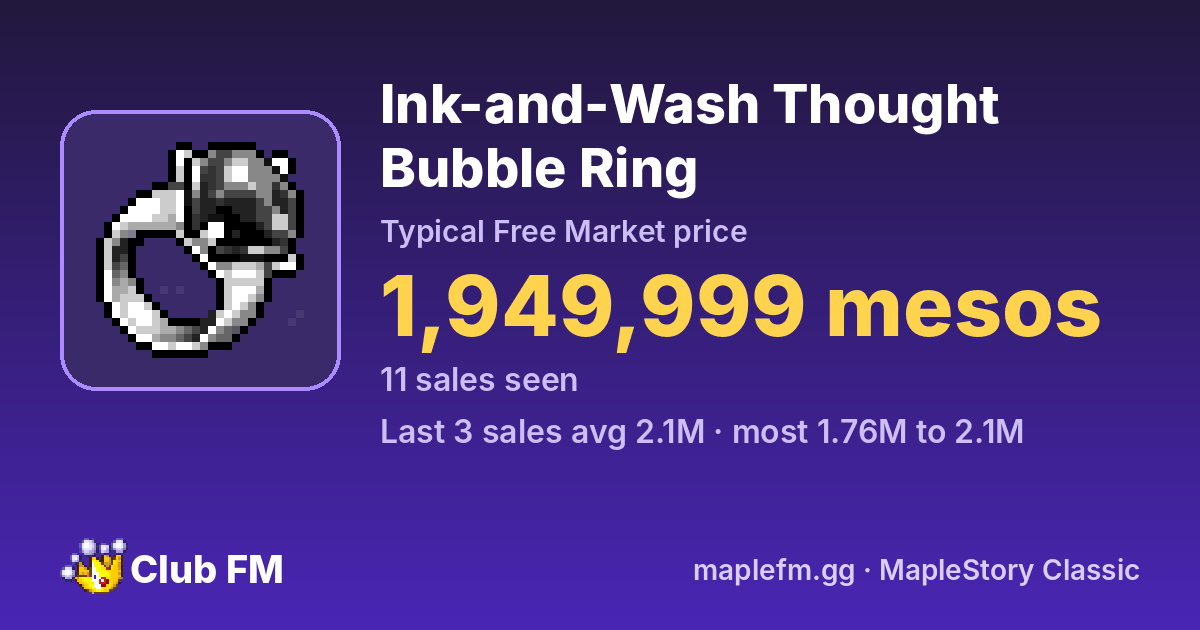 Ink-and-Wash Thought
Bubble Ring
Typical Free Market price
1,949,999 mesos
11 sales seen
Last 3 sales avg 2.1M · most 1.76M to 2.1M
Club FM
maplefm.gg · MapleStory Classic